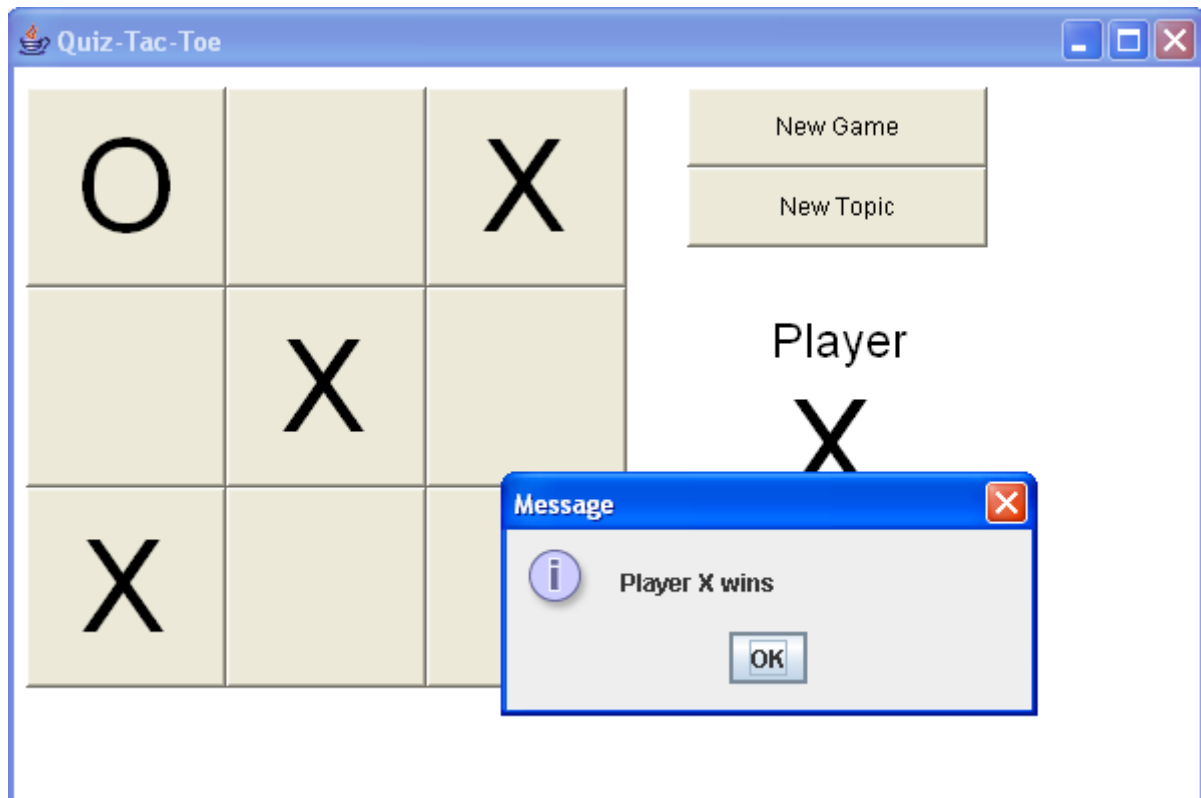 Quiz-Tac-Toe
O X
X
X
New Game
New Topic
Player
X
Message
Player X wins
OK